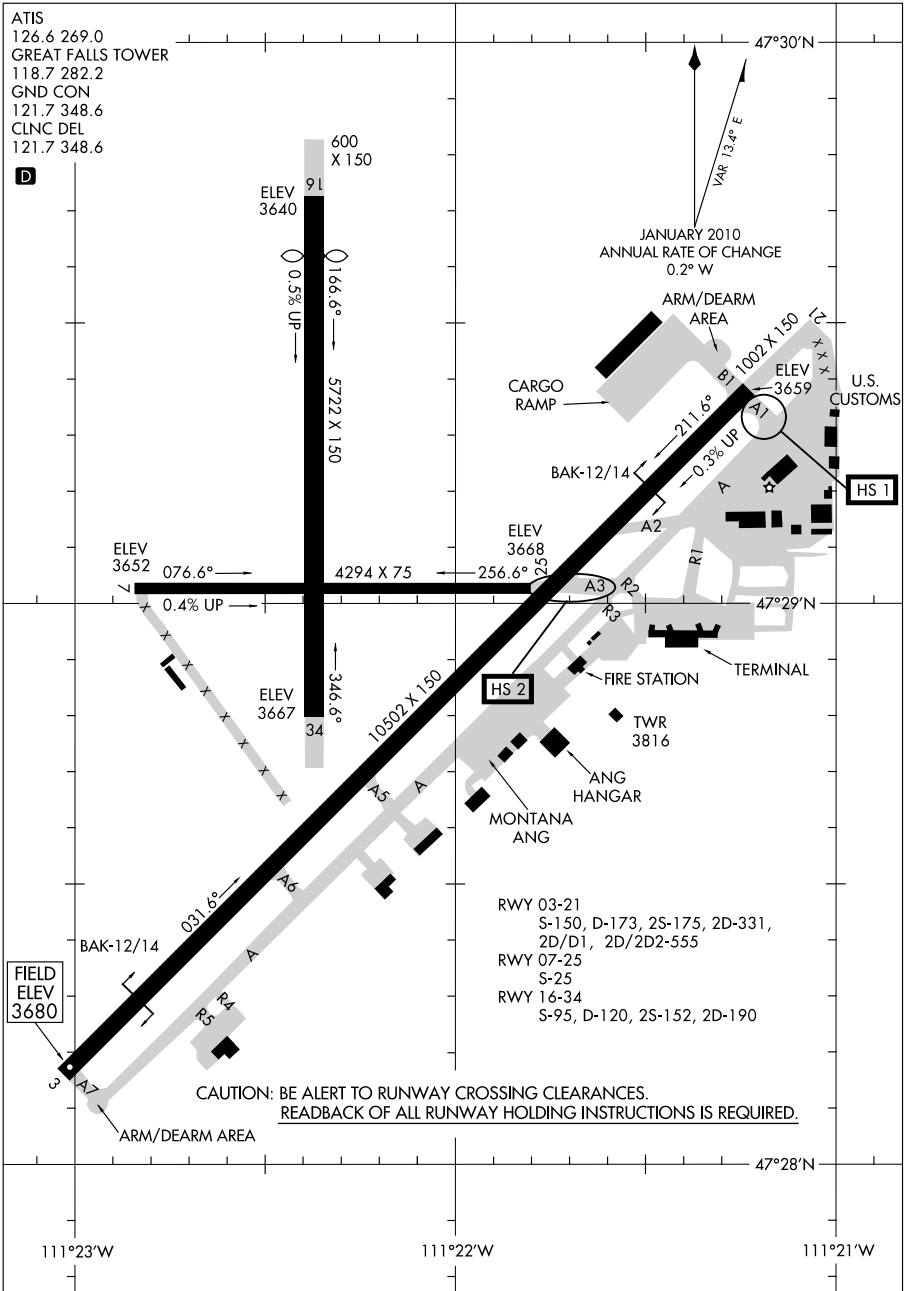 ATIS
126.6 269.0
GREAT FALLS TOWER
118.7 282.2
GND CON
121.7 348.6
CLNC DEL
121.7 348.6
D
47°30'N
VAR 13.4° E
JANUARY 2010
ANNUAL RATE OF CHANGE
0.2° W
600
X 150
16
ELEV
3640
0.5% UP
166.6°
5722 X 150
ARM/DEARM
AREA
1002 X 150
21
X X X
B1
ELEV
3659
A1
U.S.
CUSTOMS
CARGO
RAMP
211.6°
0.3% UP
BAK-12/14
A
HS 1
A2
ELEV
3652
076.6°
4294 X 75
256.6°
ELEV
3668
25
A3
R1
R2
R3
7
0.4% UP
47°29'N
X X X X X X X X
TERMINAL
FIRE STATION
HS 2
346.6°
ELEV
3667
34
10502 X 150
TWR
3816
ANG
HANGAR
MONTANA
ANG
A5
A
A6
031.6°
A
BAK-12/14
RWY 03-21
S-150, D-173, 2S-175, 2D-331,
2D/D1, 2D/2D2-555
RWY 07-25
S-25
RWY 16-34
S-95, D-120, 2S-152, 2D-190
FIELD
ELEV
3680
R4
R5
3
A7
CAUTION: BE ALERT TO RUNWAY CROSSING CLEARANCES.
READBACK OF ALL RUNWAY HOLDING INSTRUCTIONS IS REQUIRED.
ARM/DEARM AREA
47°28'N
111°23'W
111°22'W
111°21'W